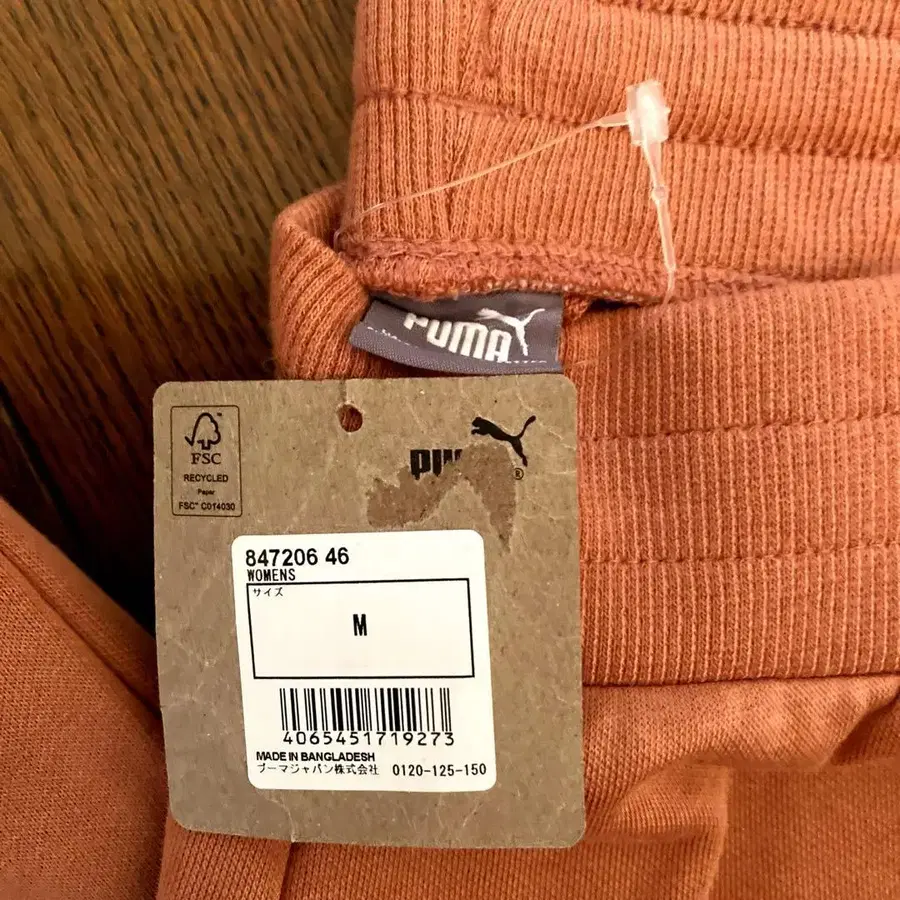 PUMA
FSC
RECYCLED
Paper
FSC® C014030
847206 46
WOMENS
サイズ
M
4065451719273
MADE IN BANGLADESH
プーマジャパン株式会社 0120-125-150